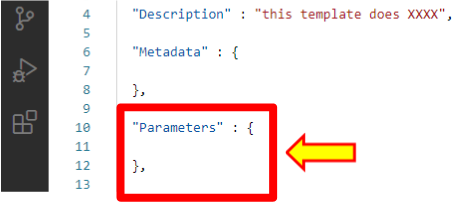 4 "Description" : "this template does XXXX",
5
6 "Metadata" : {
7
8 },
9
10 "Parameters" : {
11
12 },
13